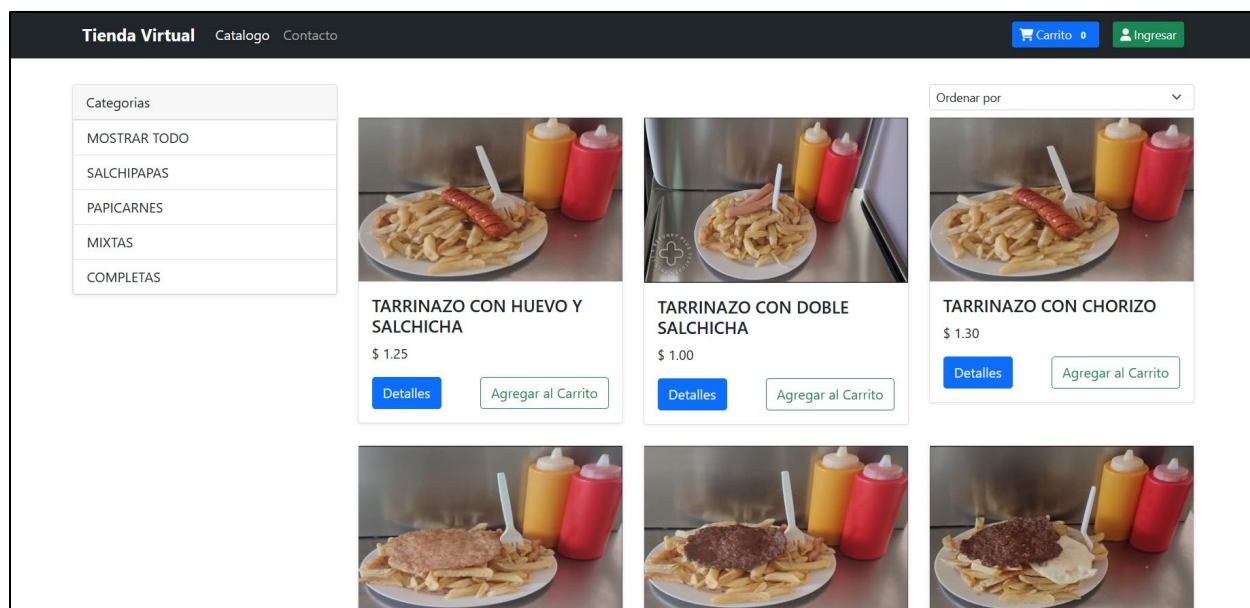 Tienda Virtual Catalogo Contacto Carrito 0 Ingresar
Categorias
MOSTRAR TODO
SALCHIPAPAS
PAPICARNES
MIXTAS
COMPLETAS
Ordenar por
TARRINAZO CON HUEVO Y
SALCHICHA
$ 1.25
Detalles Agregar al Carrito
TARRINAZO CON DOBLE
SALCHICHA
$ 1.00
Detalles Agregar al Carrito
TARRINAZO CON CHORIZO
$ 1.30
Detalles Agregar al Carrito